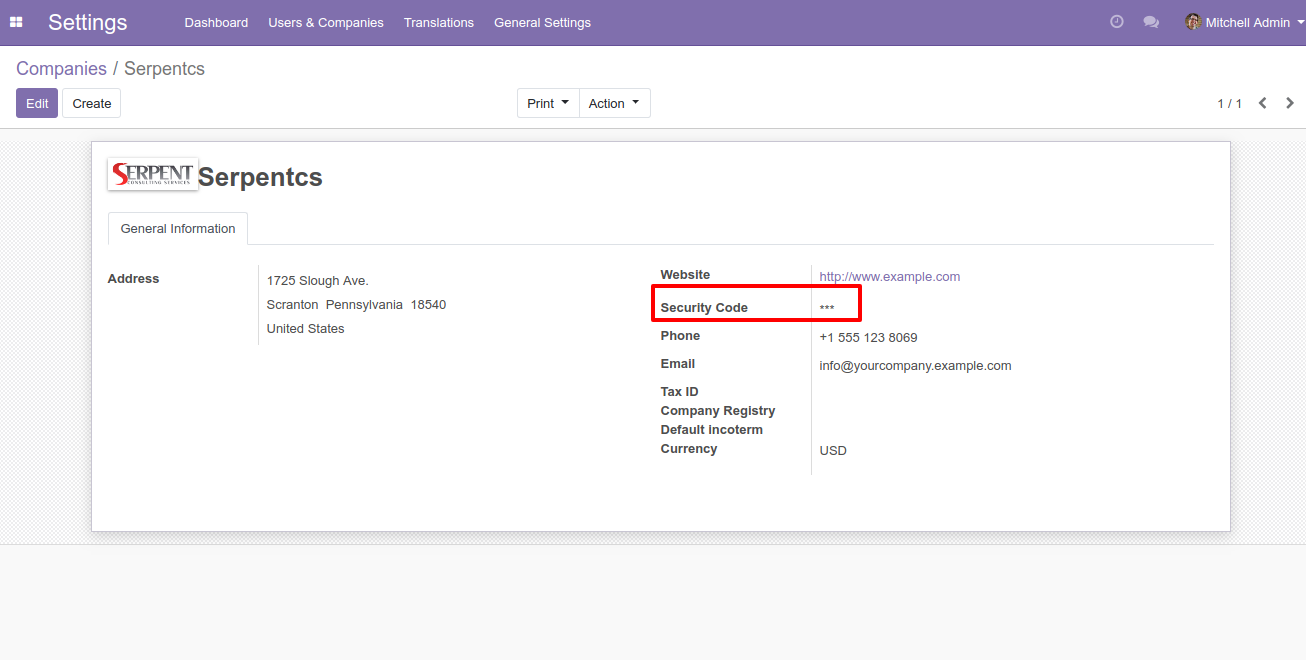 Settings Dashboard Users & Companies Translations General Settings Mitchell Admin
Companies / Serpentcs
Edit Create Print Action 1 / 1
SERPENT
CONSULTING SERVICES
Serpentcs
General Information
Address
1725 Slough Ave.
Scranton Pennsylvania 18540
United States
Website http://www.example.com
Security Code ***
Phone +1 555 123 8069
Email info@yourcompany.example.com
Tax ID
Company Registry
Default incoterm
Currency USD